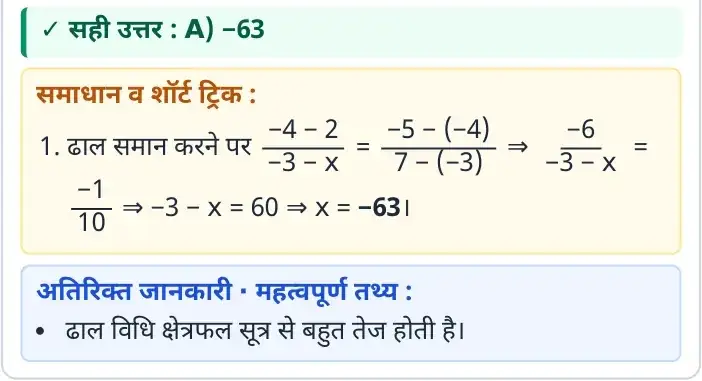 ✓ सही उत्तर : A) −63
समाधान व शॉर्ट ट्रिक :
1. ढाल समान करने पर (−4 − 2)/(−3 − x) = (−5 − (−4))/(7 − (−3)) ⇒ (−6)/(−3 − x) =
(−1)/10 ⇒ −3 − x = 60 ⇒ x = −63।
अतिरिक्त जानकारी · महत्वपूर्ण तथ्य :
• ढाल विधि क्षेत्रफल सूत्र से बहुत तेज होती है।